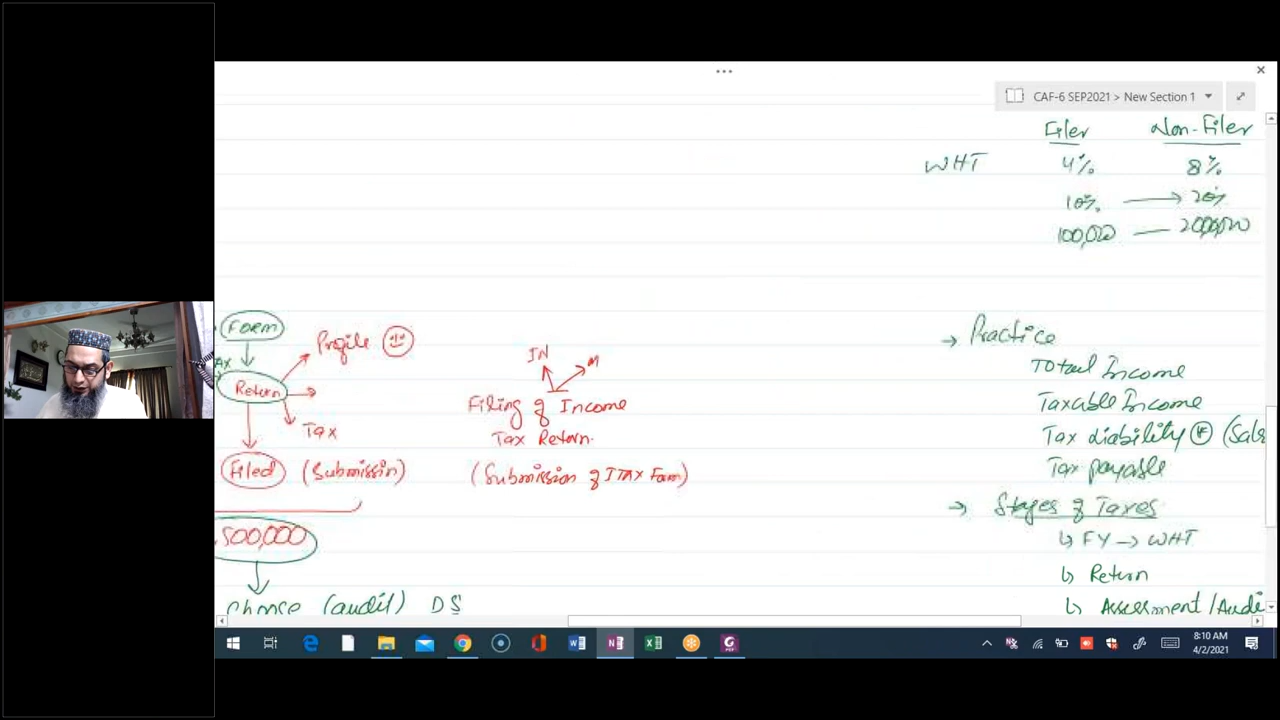 CAF-6 SEP2021 > New Section 1
Filer Non-Filer
WHT 4% 8%
10% 20%
100,000 200,000
Form
Return
Profile
Tax
Filed (Submissin)
500,000
(audit) DS
IN M
Filing of Income
Tax Return.
(Submission of ITAX Form)
Practice
Total Income
Taxable Income
Tax Liability
Tax payable
Stages of Taxes
FY → WHT
Return
Assessment/Audi
8:10 AM
4/2/2021